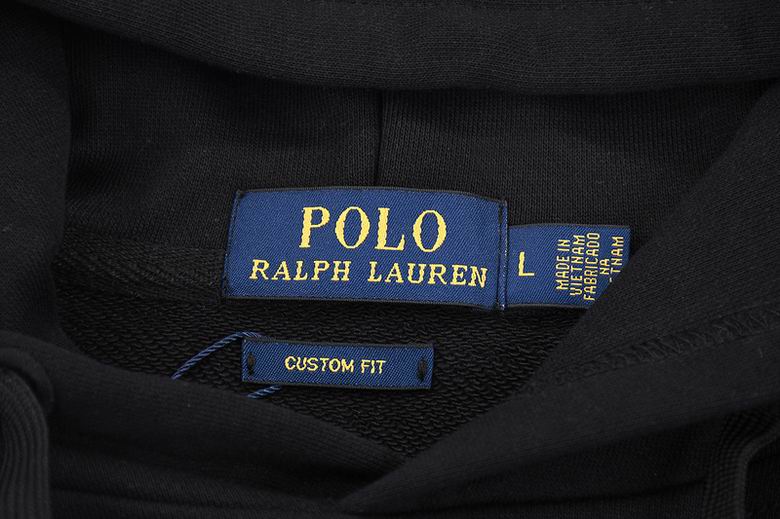 POLO
RALPH LAUREN
L
MADE IN
VIETNAM
FABRICADO
NA
CUSTOM FIT